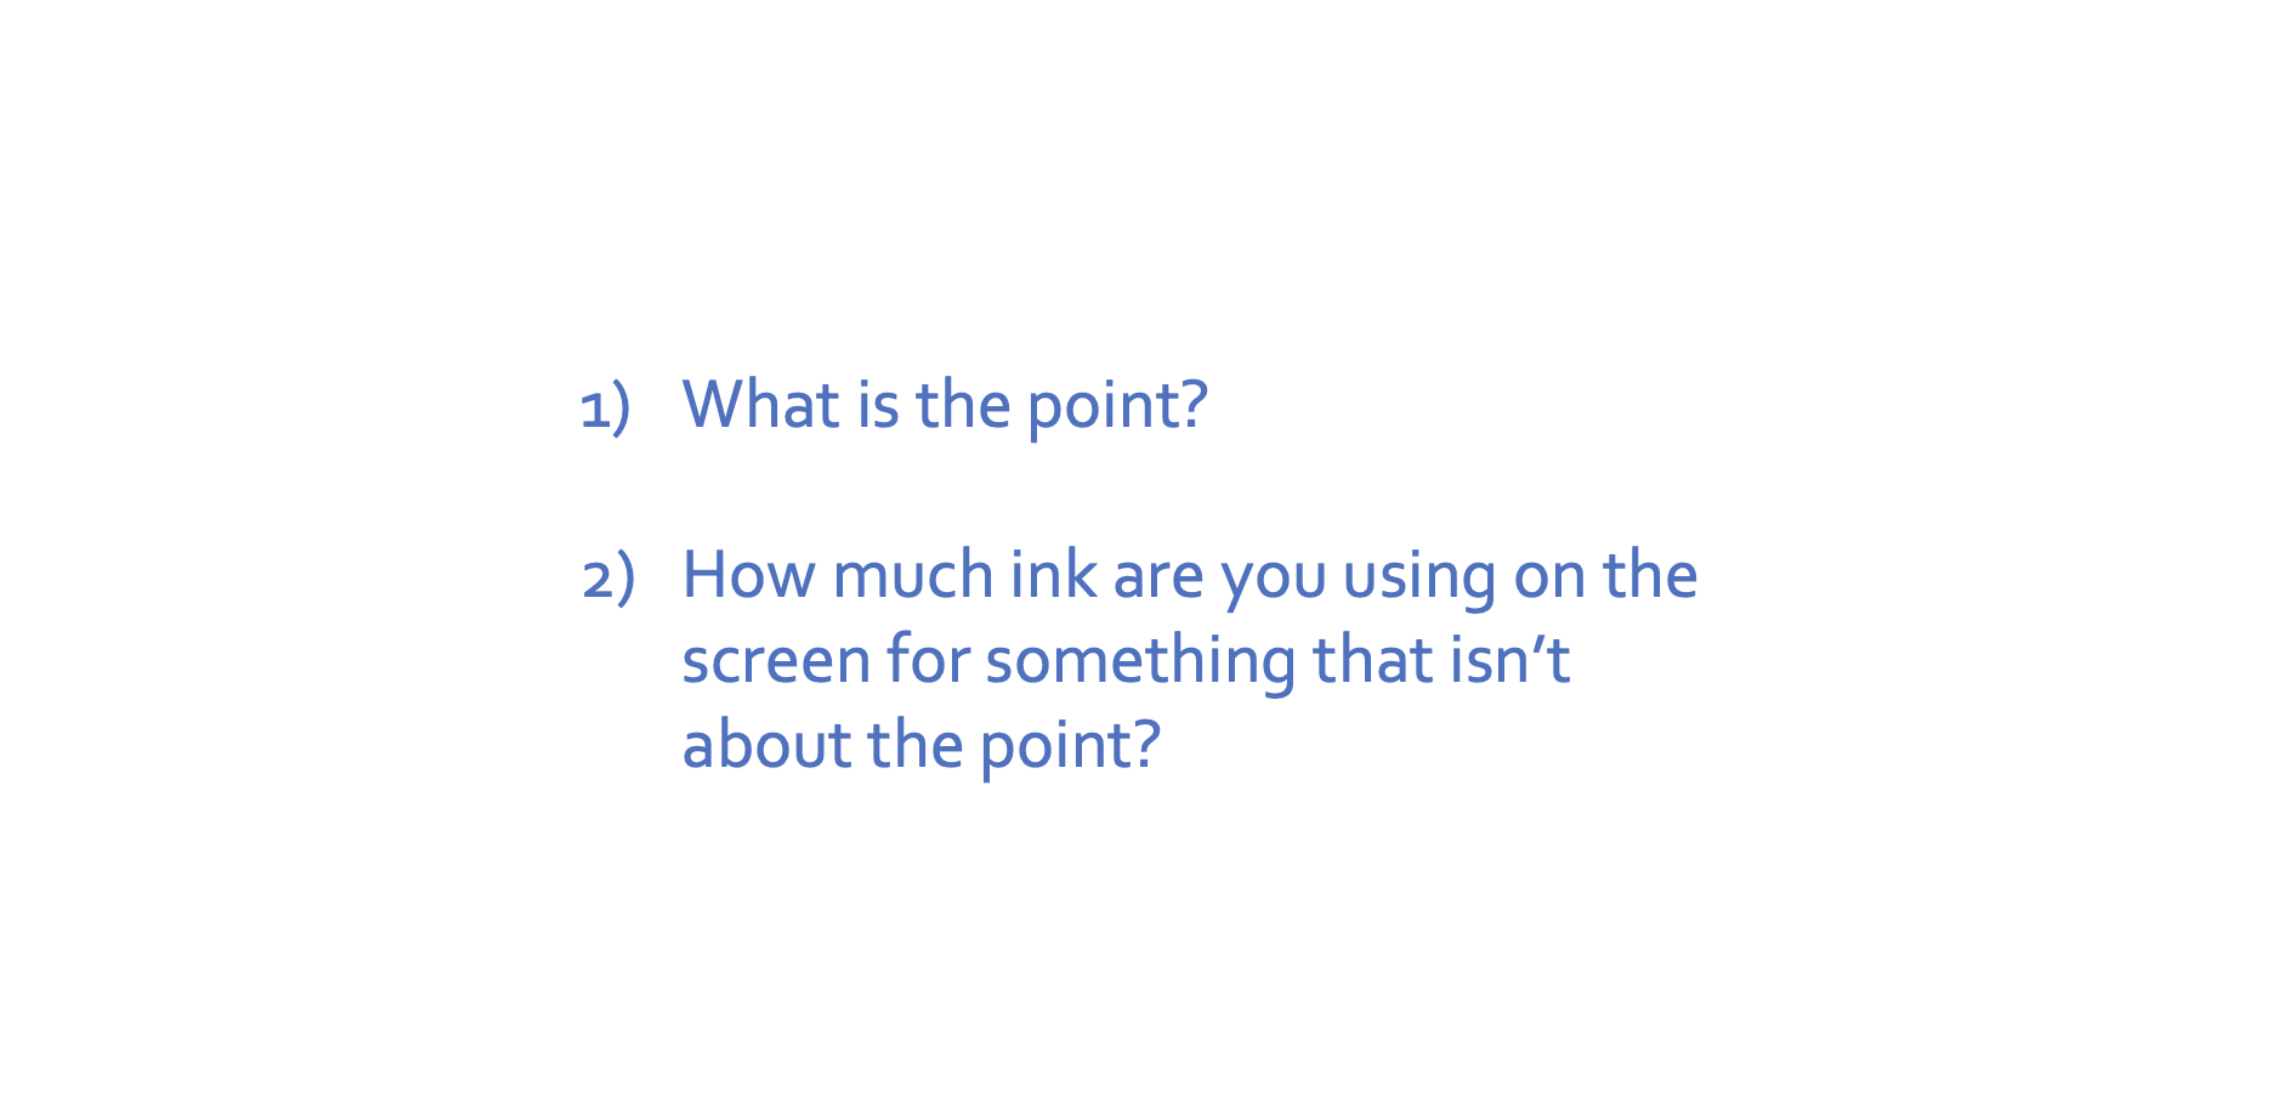 1) What is the point?
2) How much ink are you using on the
screen for something that isn’t
about the point?